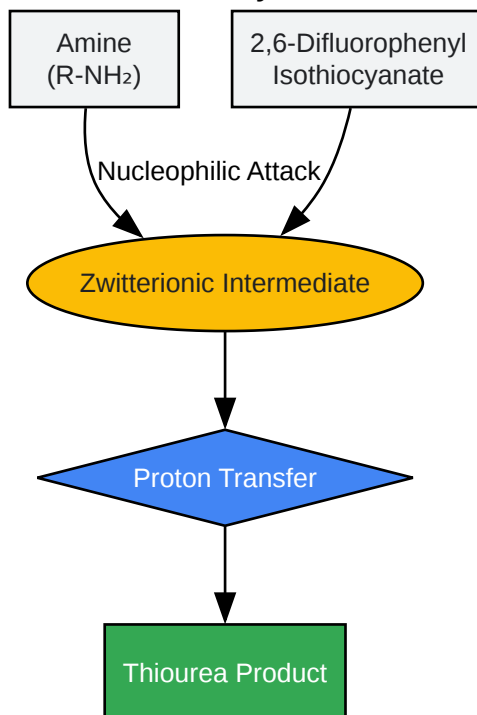 Amine
(R-NH₂)
2,6-Difluorophenyl
Isothiocyanate
Nucleophilic Attack
Zwitterionic Intermediate
Proton Transfer
Thiourea Product